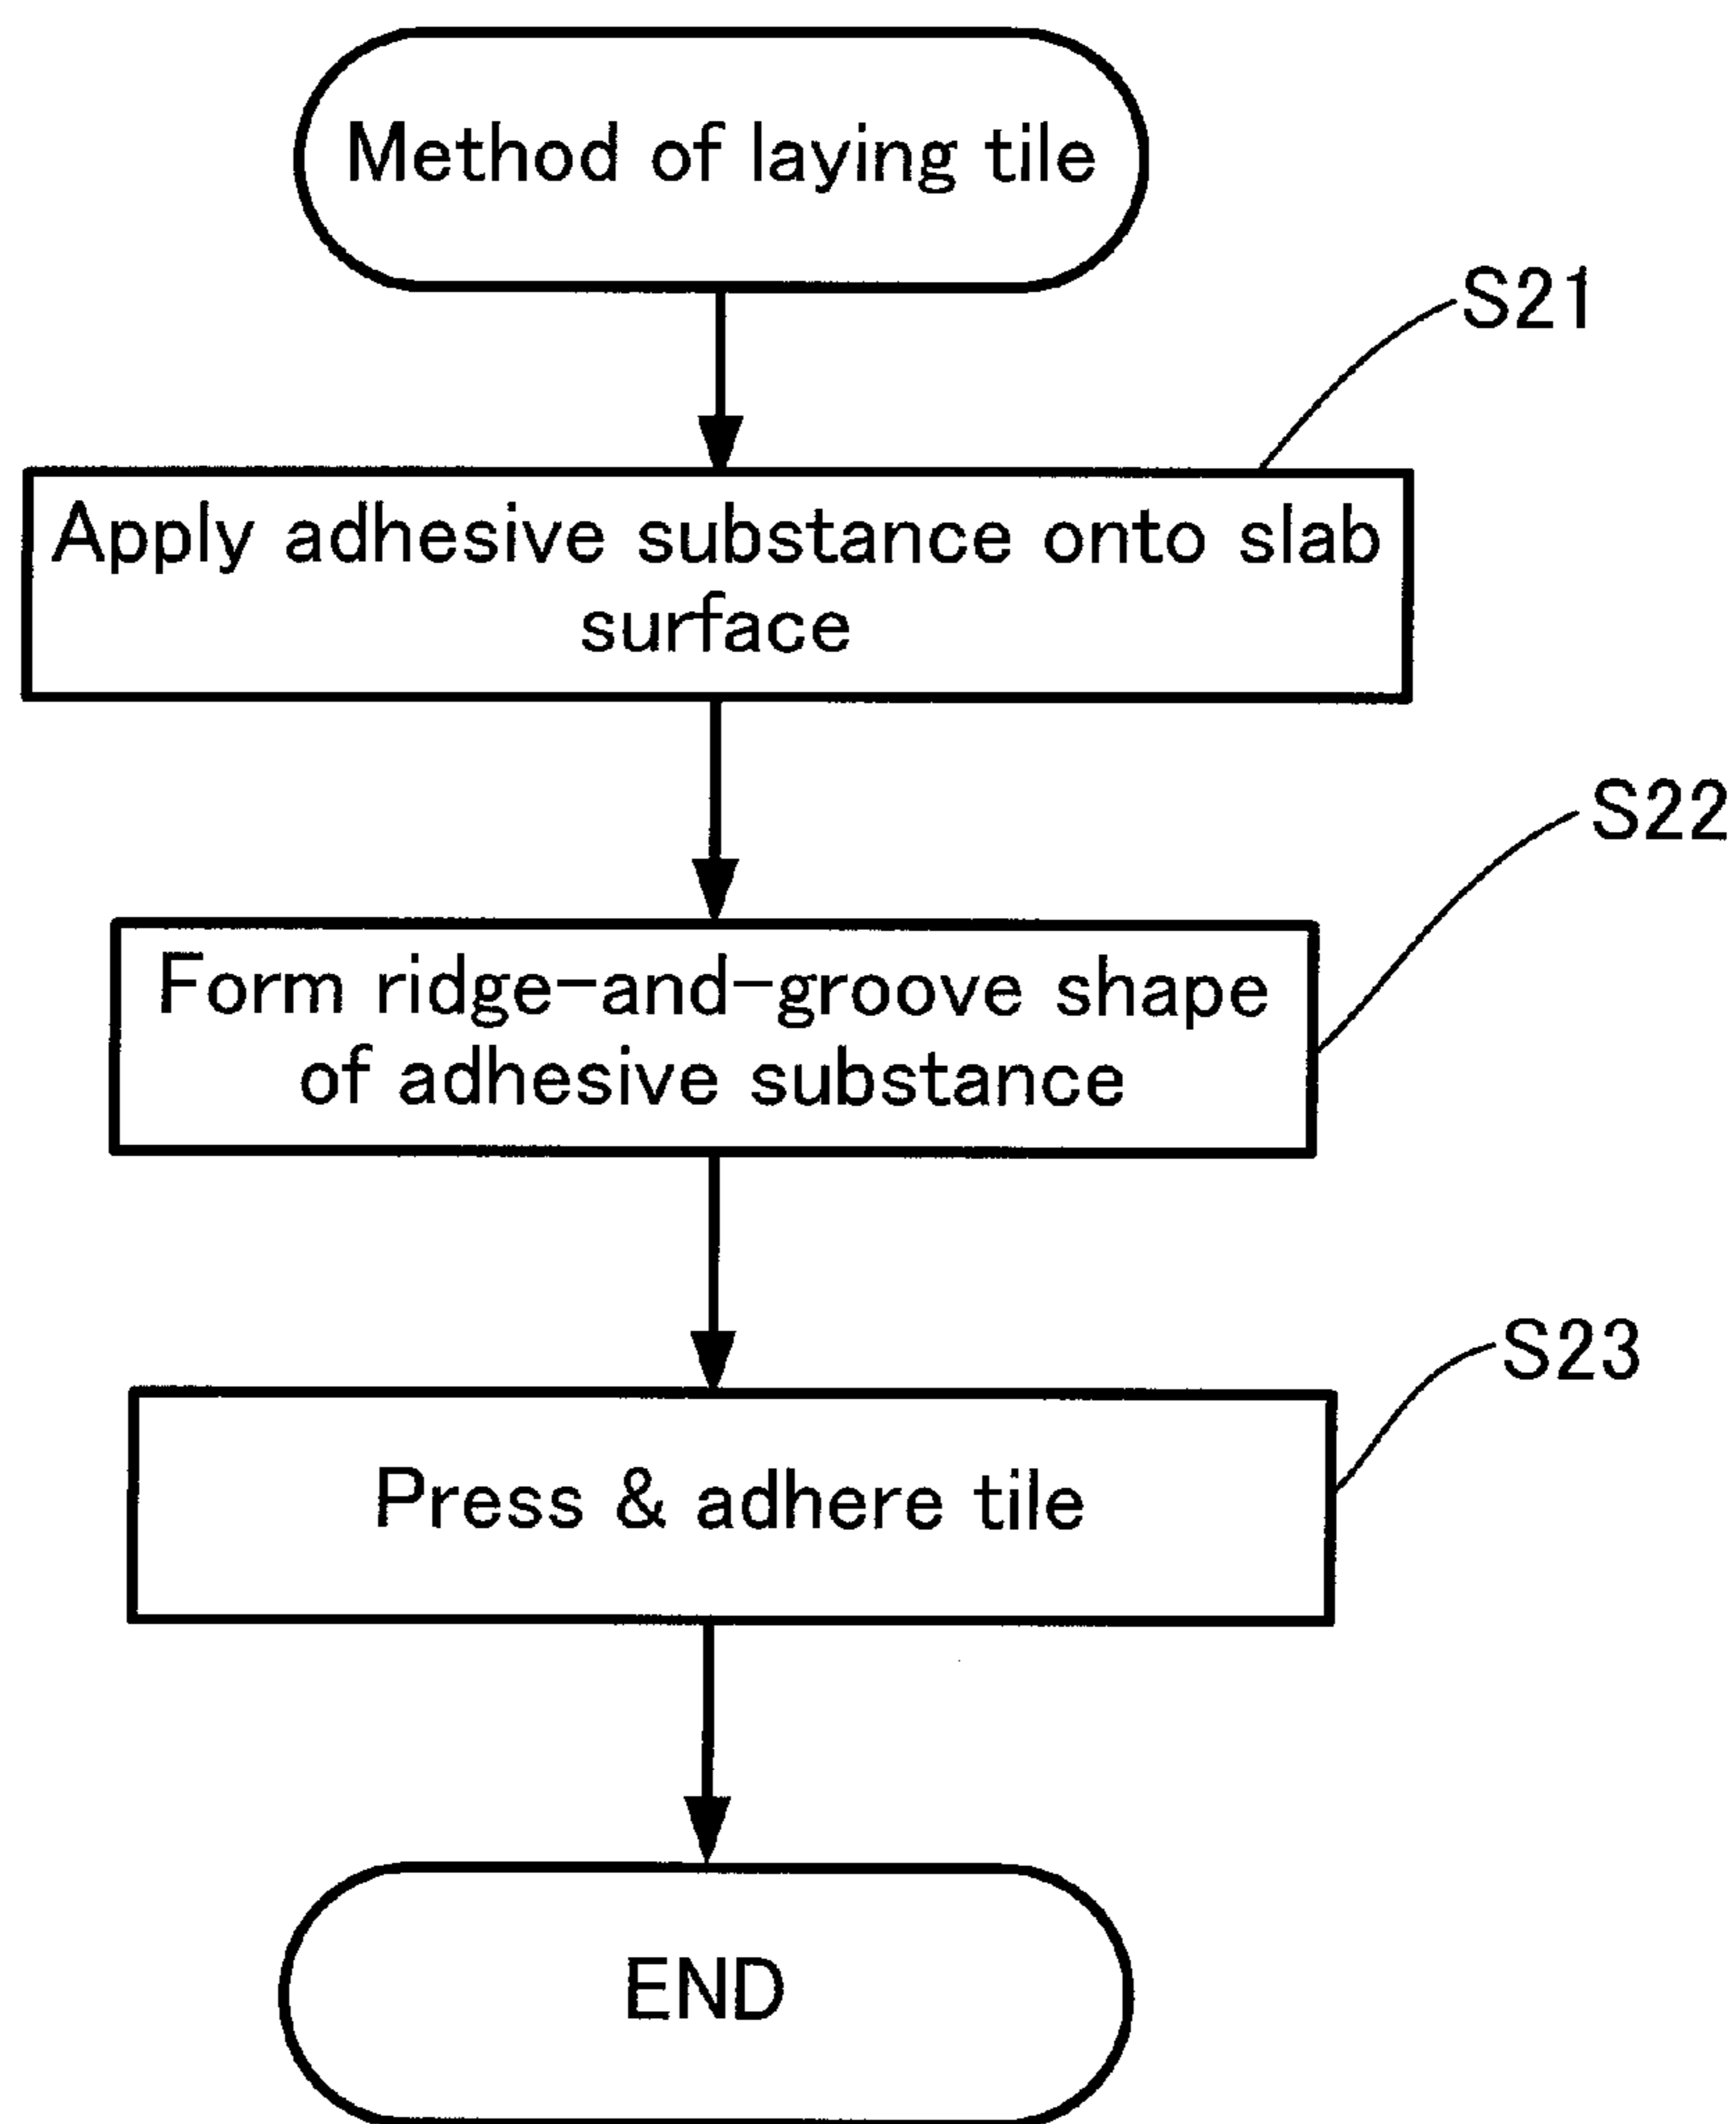 Method of laying tile
S21
Apply adhesive substance onto slab
surface
S22
Form ridge-and-groove shape
of adhesive substance
S23
Press & adhere tile
END